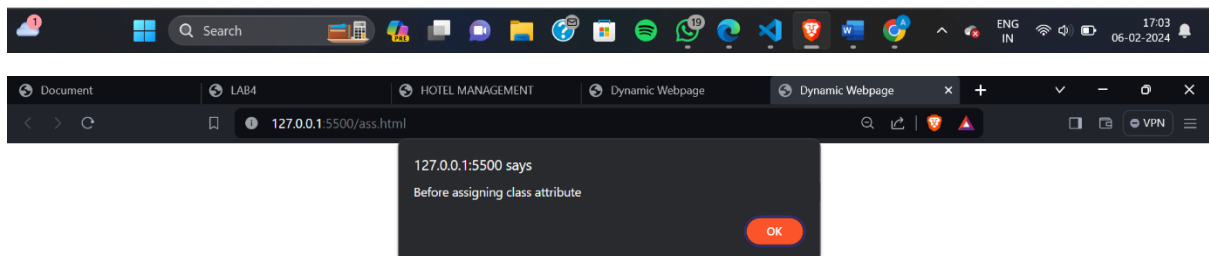 1
Search
PRE
19
ENG
IN
17:03
06-02-2024
Document
LAB4
HOTEL MANAGEMENT
Dynamic Webpage
Dynamic Webpage
127.0.0.1:5500/ass.html
VPN
127.0.0.1:5500 says
Before assigning class attribute
OK